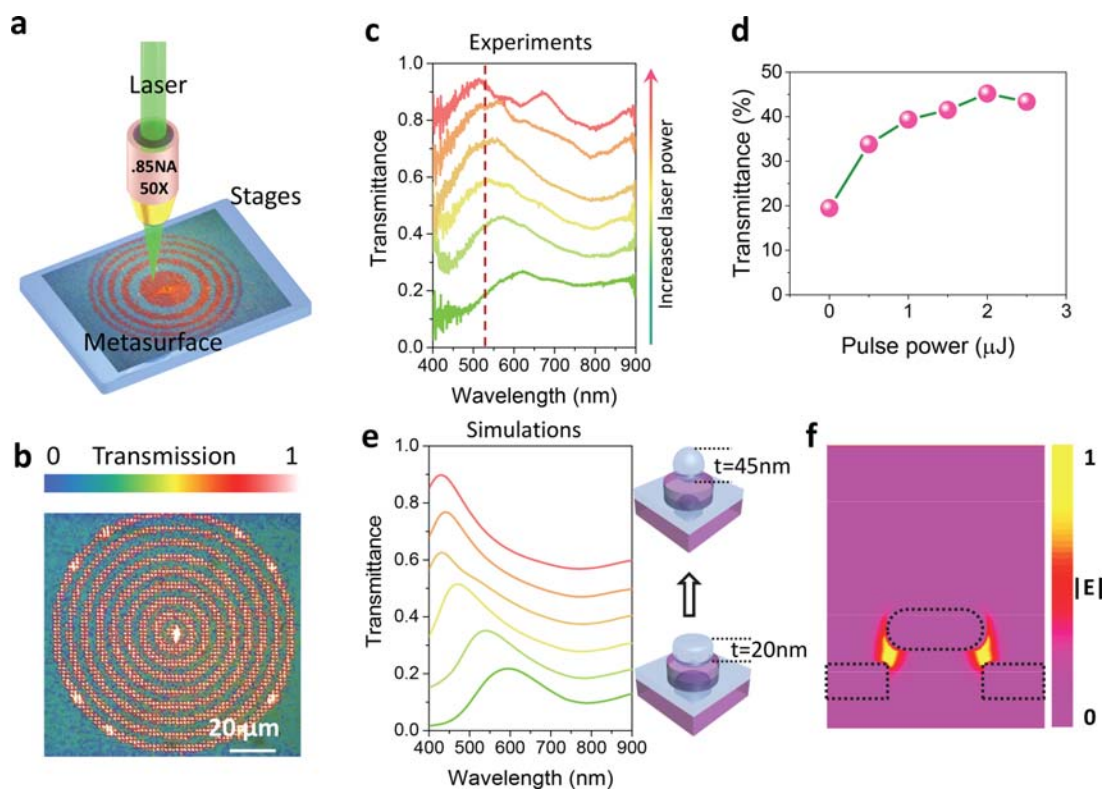 a
Laser
.85NA
50X
Stages
Metasurface
b
0 Transmission 1
20 μm
c
Experiments
Transmittance
1.0
0.8
0.6
0.4
0.2
0.0
400 500 600 700 800 900
Wavelength (nm)
Increased laser power
d
Transmittance (%)
50
40
30
20
10
0
0 1 2 3
Pulse power (μJ)
e
Simulations
Transmittance
1.0
0.8
0.6
0.4
0.2
0.0
400 500 600 700 800 900
Wavelength (nm)
t=45nm
t=20nm
f
1
|E|
0